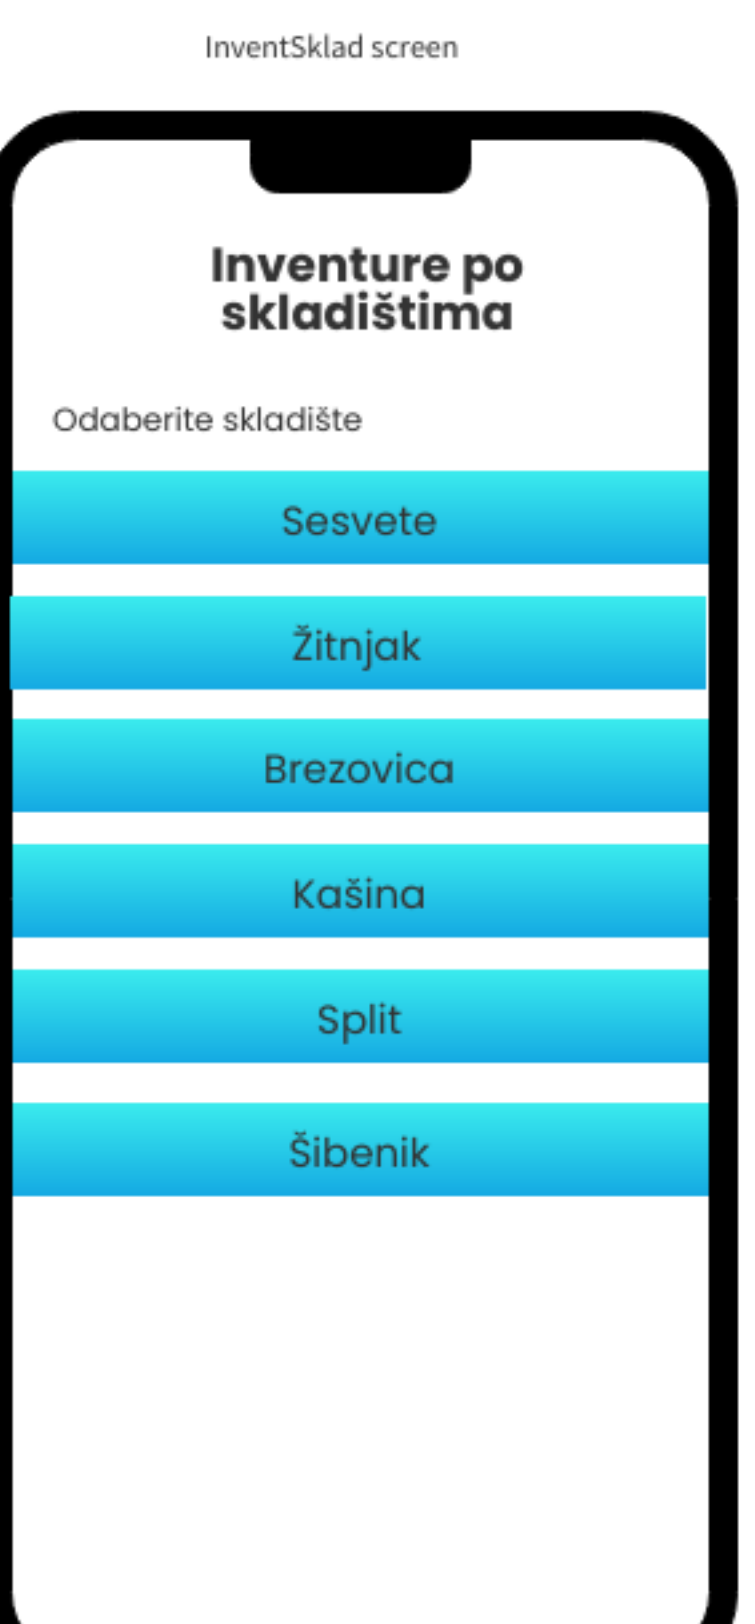 InventSklad screen
Inventure po
skladištima
Odaberite skladište
Sesvete
Žitnjak
Brezovica
Kašina
Split
Šibenik